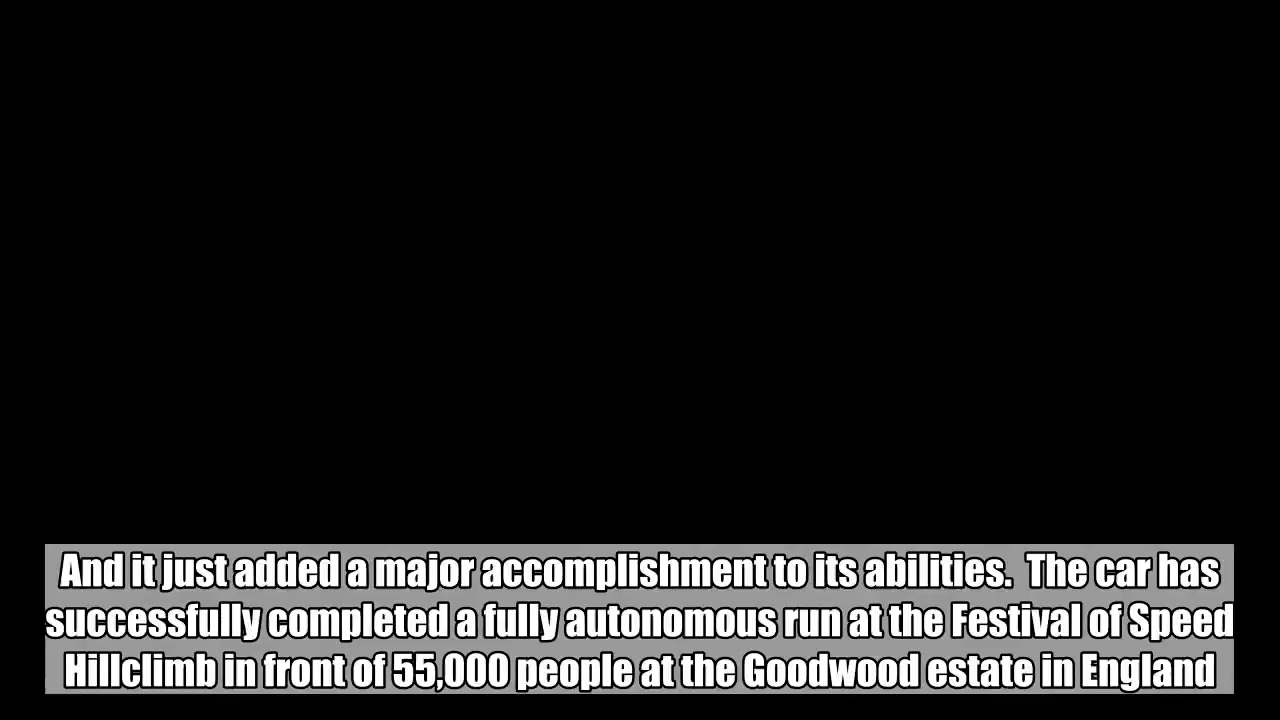 And it just added a major accomplishment to its abilities.  The car has
successfully completed a fully autonomous run at the Festival of Speed
Hillclimb in front of 55,000 people at the Goodwood estate in England